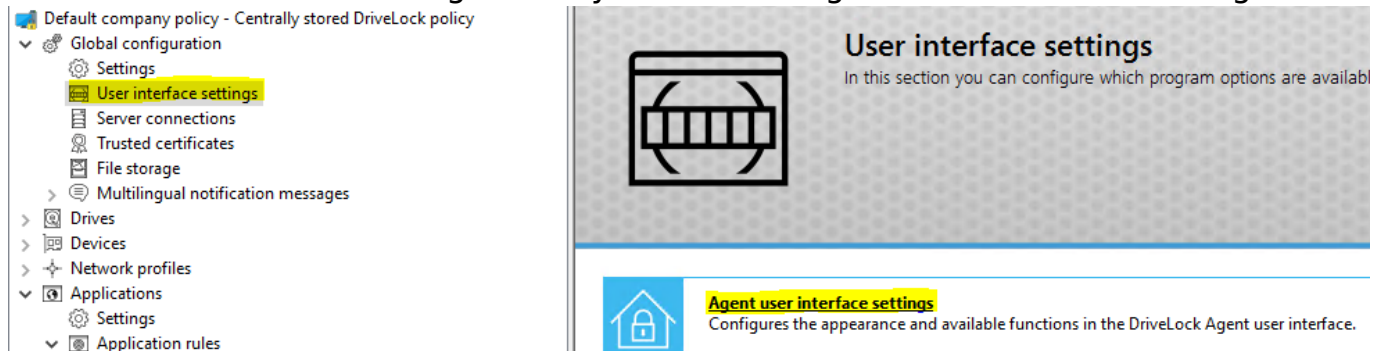 Default company policy - Centrally stored DriveLock policy
Global configuration
Settings
User interface settings
Server connections
Trusted certificates
File storage
Multilingual notification messages
Drives
Devices
Network profiles
Applications
Settings
Application rules
User interface settings
In this section you can configure which program options are availabl
Agent user interface settings
Configures the appearance and available functions in the DriveLock Agent user interface.